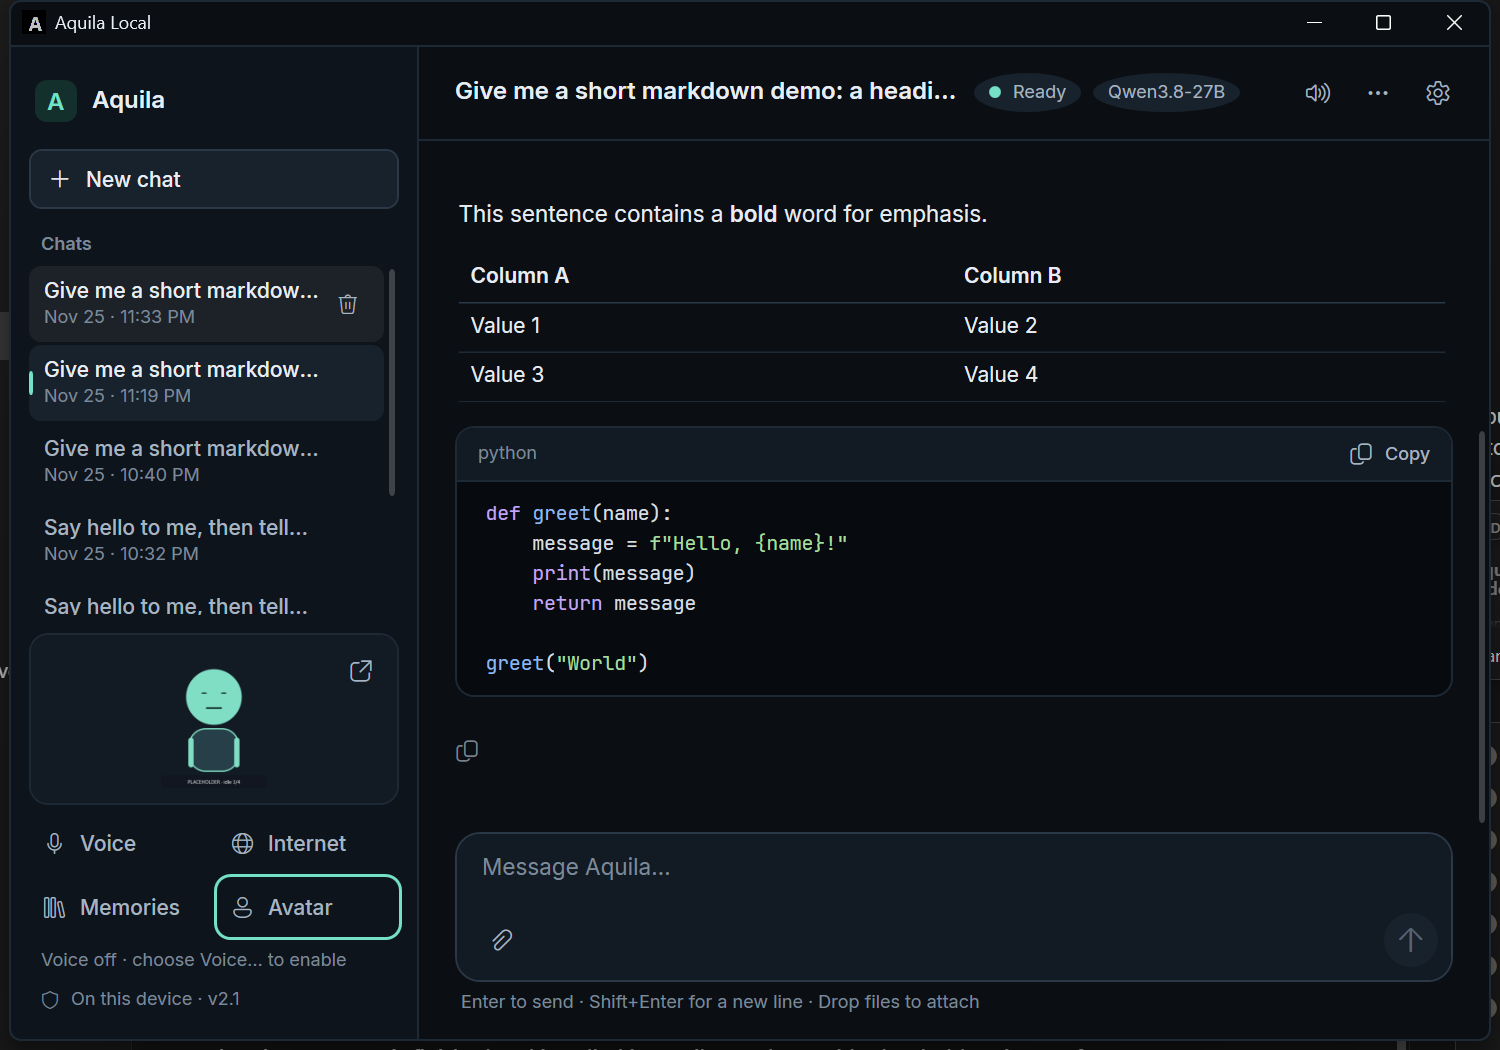 A Aquila Local
A Aquila
New chat
Chats
Give me a short markdow...
Nov 25 · 11:33 PM
Give me a short markdow...
Nov 25 · 11:19 PM
Give me a short markdow...
Nov 25 · 10:40 PM
Say hello to me, then tell...
Nov 25 · 10:32 PM
Say hello to me, then tell...
PLACEHOLDER - idle 1/4
Voice
Internet
Memories
Avatar
Voice off · choose Voice... to enable
On this device · v2.1
Give me a short markdown demo: a headi...
Ready
Qwen3.8-27B
This sentence contains a bold word for emphasis.
Column A Column B
Value 1 Value 2
Value 3 Value 4
python
Copy
def greet(name):
    message = f"Hello, {name}!"
    print(message)
    return message
greet("World")
Message Aquila...
Enter to send · Shift+Enter for a new line · Drop files to attach